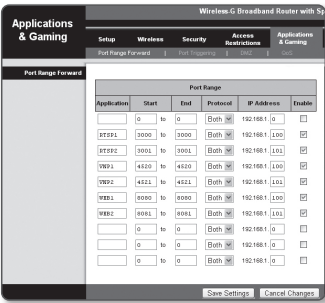 Wireless-G Broadband Router with Sp
Applications & Gaming
Setup Wireless Security Access Restrictions Applications & Gaming
Port Range Forward | Port Triggering | DMZ | QoS
Port Range Forward
Port Range
Application Start End Protocol IP Address Enable
0 to 0 Both 192.168.1. 0
RTSP1 3000 to 3000 Both 192.168.1. 100
RTSP2 3001 to 3001 Both 192.168.1. 101
VNP1 4520 to 4520 Both 192.168.1. 100
VNP2 4521 to 4521 Both 192.168.1. 101
WEB1 8080 to 8080 Both 192.168.1. 100
WEB2 8081 to 8081 Both 192.168.1. 101
0 to 0 Both 192.168.1. 0
0 to 0 Both 192.168.1. 0
0 to 0 Both 192.168.1. 0
Save Settings Cancel Changes